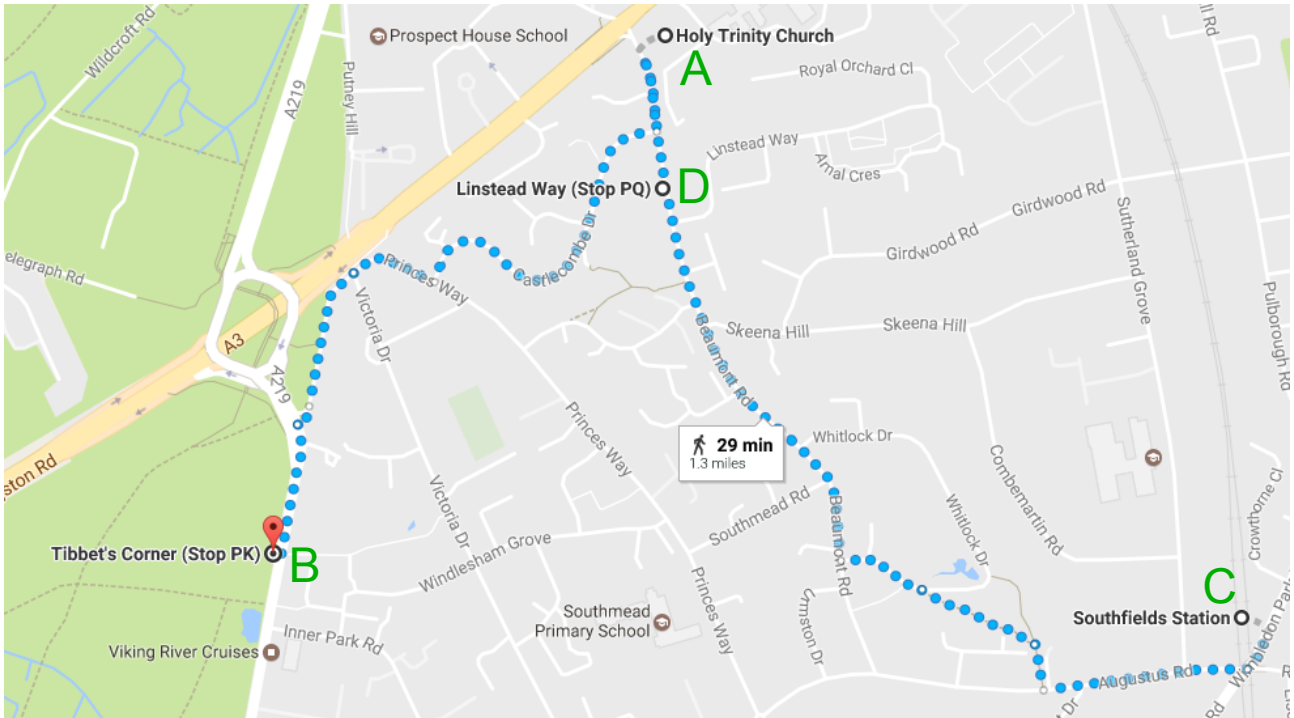 Wildcroft Rd
A219
Putney Hill
Prospect House School
Holy Trinity Church
A
Royal Orchard Cl
Linstead Way
Arnal Cres
Linstead Way (Stop PQ)
D
Girdwood Rd
Girdwood Rd
Sutherland Grove
elegraph Rd
Princes Way
Castlecombe Dr
Victoria Dr
A3
A219
Beaumont Rd
Skeena Hill
Skeena Hill
Pulborough Rd
Princes Way
29 min
1.3 miles
Whitlock Dr
ston Rd
Victoria Dr
Southmead Rd
Beaumont Rd
Whitlock Dr
Combemartin Rd
Crowthorne Cl
Tibbet's Corner (Stop PK)
B
Windlesham Grove
Princes Way
Ormston Dr
C
Southfields Station
Southmead
Primary School
Inner Park Rd
Viking River Cruises
Augustus Rd
Wimbledon Park
t Dr
Rd